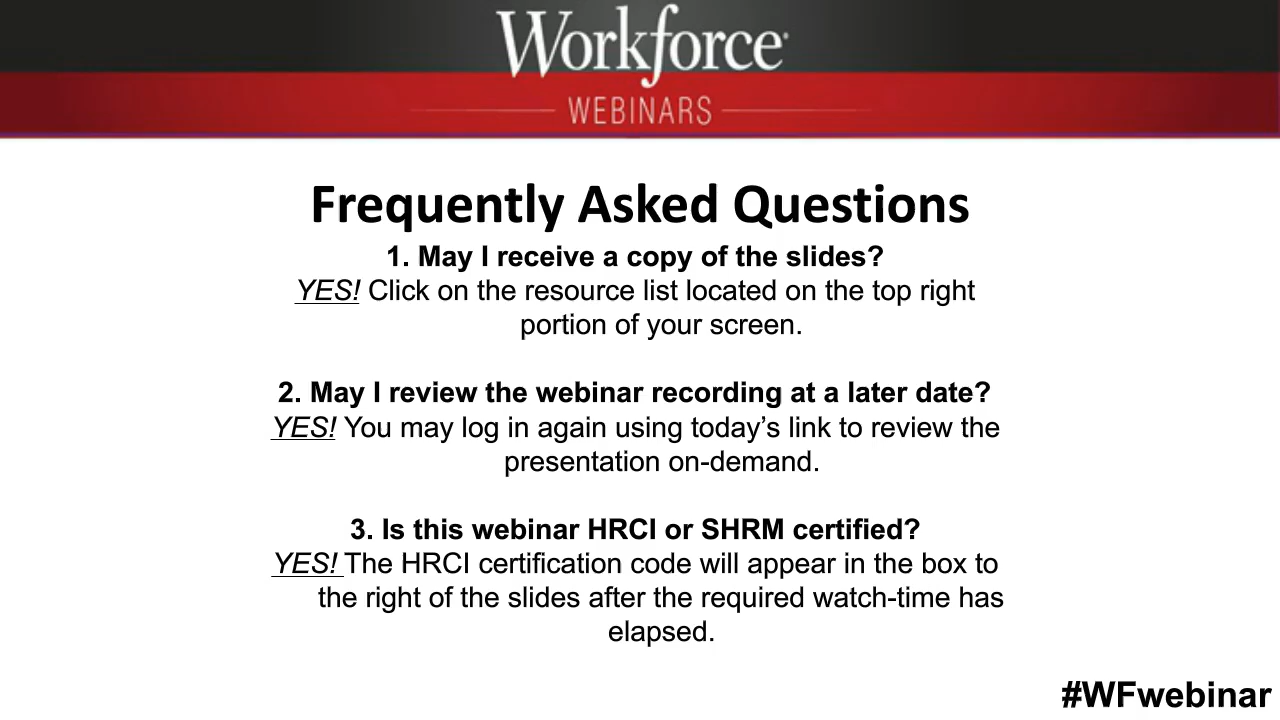 Workforce
WEBINARS
Frequently Asked Questions
1. May I receive a copy of the slides?
YES! Click on the resource list located on the top right
portion of your screen.
2. May I review the webinar recording at a later date?
YES! You may log in again using today’s link to review the
presentation on-demand.
3. Is this webinar HRCI or SHRM certified?
YES! The HRCI certification code will appear in the box to
the right of the slides after the required watch-time has
elapsed.
#WFwebinar